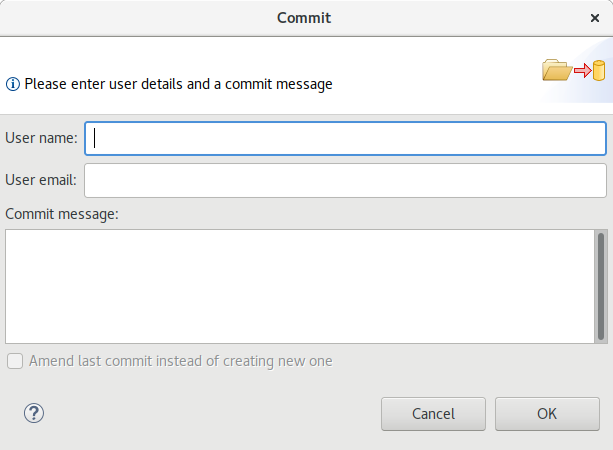 Commit
Please enter user details and a commit message
User name:
User email:
Commit message:
Amend last commit instead of creating new one
Cancel
OK